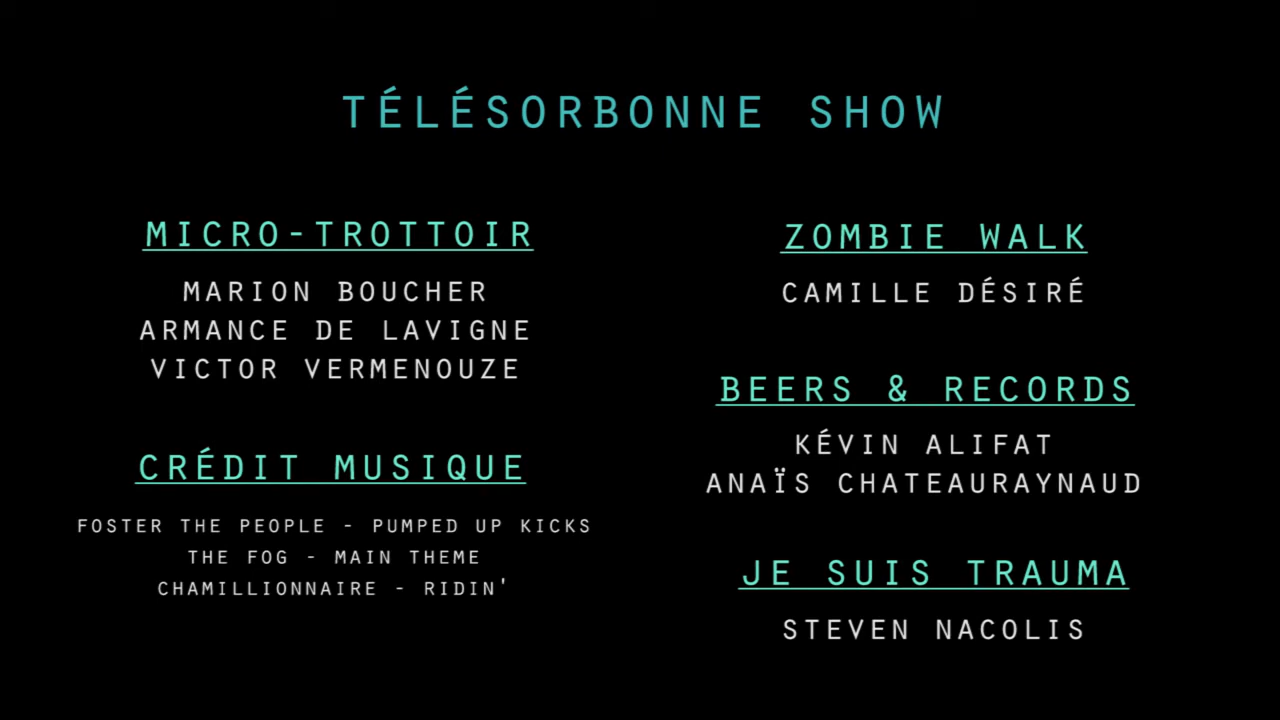 TÉLÉSORBONNE SHOW
MICRO-TROTTOIR
MARION BOUCHER
ARMANCE DE LAVIGNE
VICTOR VERMENOUZE
CRÉDIT MUSIQUE
FOSTER THE PEOPLE - PUMPED UP KICKS
THE FOG - MAIN THEME
CHAMILLIONNAIRE - RIDIN'
ZOMBIE WALK
CAMILLE DÉSIRÉ
BEERS & RECORDS
KÉVIN ALIFAT
ANAÏS CHATEAURAYNAUD
JE SUIS TRAUMA
STEVEN NACOLIS